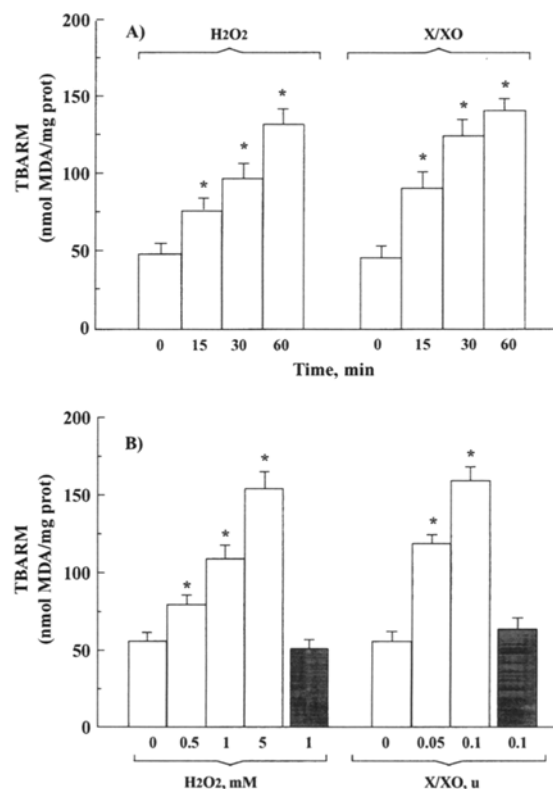 A)
H2O2
X/XO
TBARM
(nmol MDA/mg prot)
200
150
100
50
0
* * * * * *
0 15 30 60 0 15 30 60
Time, min
B)
TBARM
(nmol MDA/mg prot)
200
150
100
50
0
* * * * *
0 0.5 1 5 1 0 0.05 0.1 0.1
H2O2, mM
X/XO, u